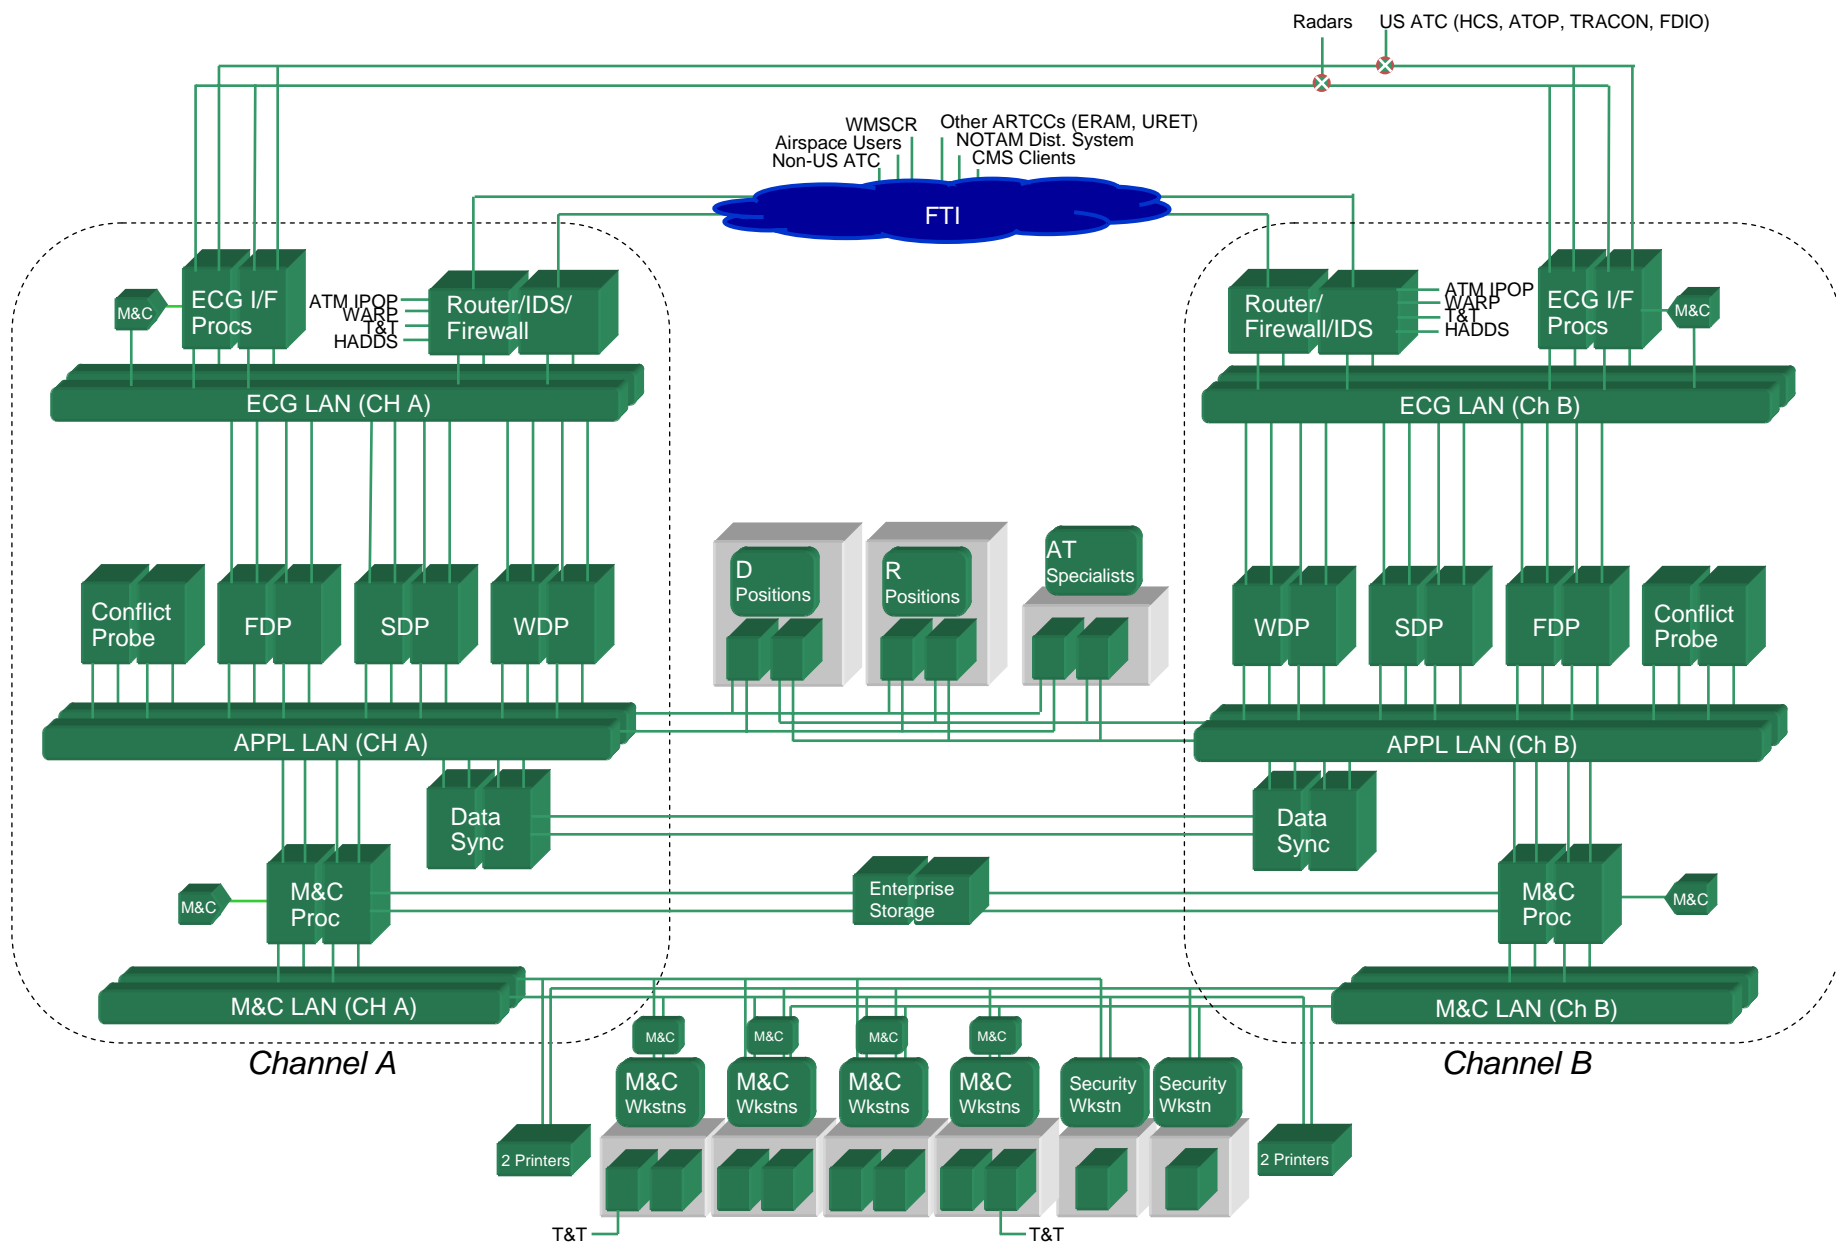 Radars
US ATC (HCS, ATOP, TRACON, FDIO)
WMSCR
Other ARTCCs (ERAM, URET)
Airspace Users
NOTAM Dist. System
Non-US ATC
CMS Clients
FTI
ECG I/F
Procs
M&C
ATM IPOP
WARP
T&T
HADDS
Router/IDS/
Firewall
Router/
Firewall/IDS
ATM IPOP
WARP
T&T
HADDS
ECG I/F
Procs
M&C
ECG LAN (CH A)
ECG LAN (Ch B)
D
Positions
R
Positions
AT
Specialists
Conflict
Probe
FDP
SDP
WDP
WDP
SDP
FDP
Conflict
Probe
APPL LAN (CH A)
APPL LAN (Ch B)
Data
Sync
Data
Sync
M&C
M&C
Proc
Enterprise
Storage
M&C
Proc
M&C
M&C LAN (CH A)
M&C LAN (Ch B)
Channel A
Channel B
M&C
M&C
M&C
M&C
M&C
Wkstns
M&C
Wkstns
M&C
Wkstns
M&C
Wkstns
Security
Wkstn
Security
Wkstn
2 Printers
2 Printers
T&T
T&T